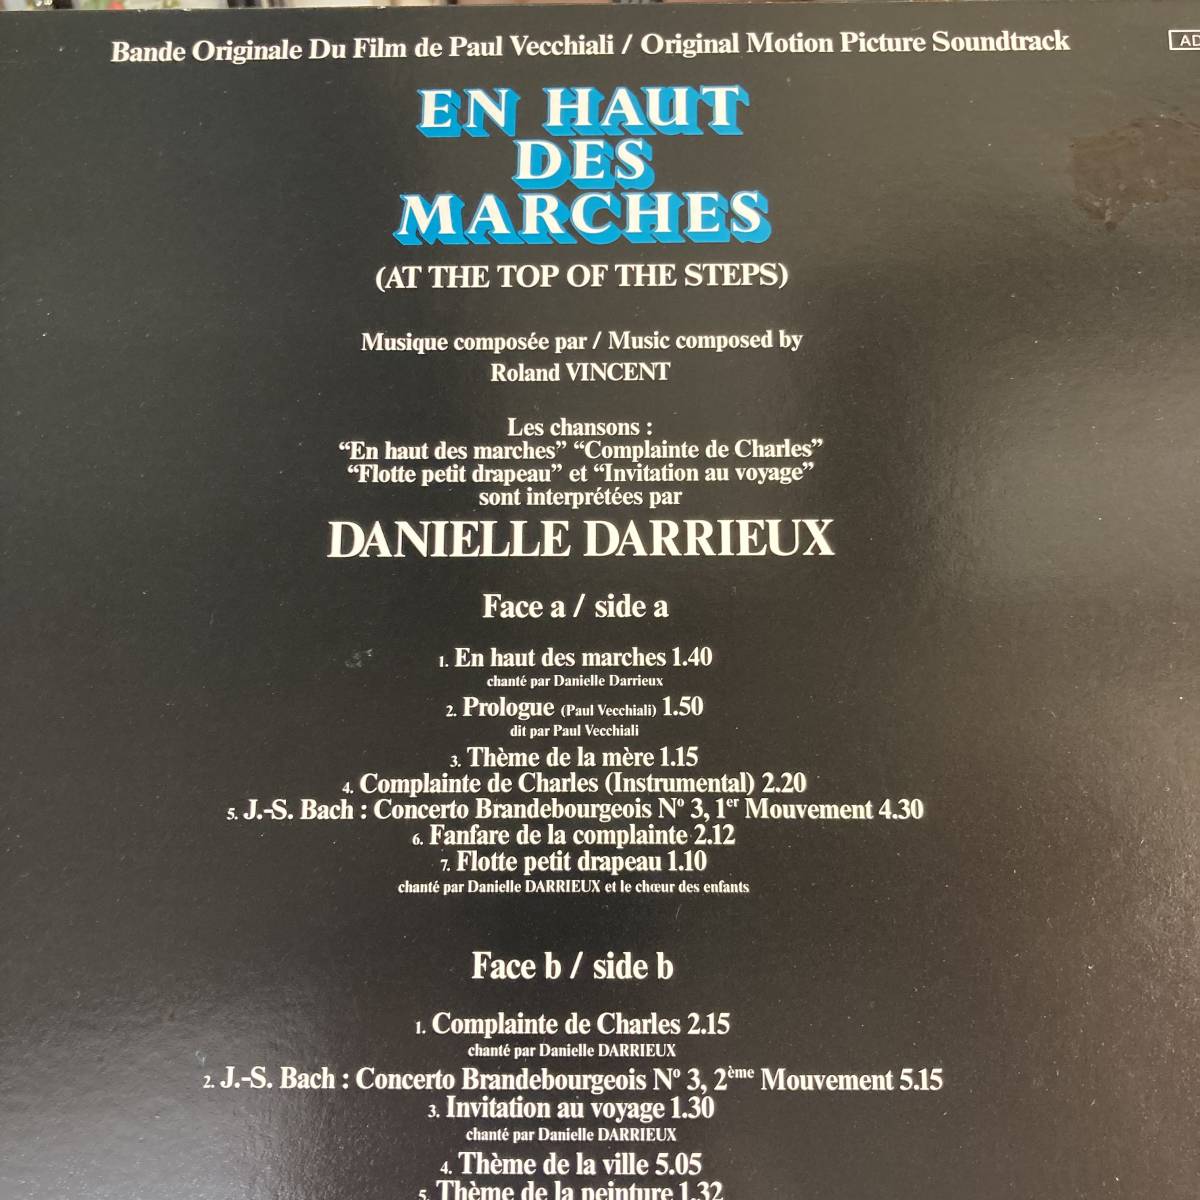 Bande Originale Du Film de Paul Vecchiali / Original Motion Picture Soundtrack
AD
EN HAUT
DES
MARCHES
(AT THE TOP OF THE STEPS)
Musique composée par / Music composed by
Roland VINCENT
Les chansons :
“En haut des marches” “Complainte de Charles”
“Flotte petit drapeau” et “Invitation au voyage”
sont interprétées par
DANIELLE DARRIEUX
Face a / side a
1. En haut des marches 1.40
chanté par Danielle Darrieux
2. Prologue (Paul Vecchiali) 1.50
dit par Paul Vecchiali
3. Thème de la mère 1.15
4. Complainte de Charles (Instrumental) 2.20
5. J.-S. Bach : Concerto Brandebourgeois Nº 3, 1er Mouvement 4.30
6. Fanfare de la complainte 2.12
7. Flotte petit drapeau 1.10
chanté par Danielle DARRIEUX et le chœur des enfants
Face b / side b
1. Complainte de Charles 2.15
chanté par Danielle DARRIEUX
2. J.-S. Bach : Concerto Brandebourgeois Nº 3, 2ème Mouvement 5.15
3. Invitation au voyage 1.30
chanté par Danielle DARRIEUX
4. Thème de la ville 5.05
5. Thème de la peinture 1.32